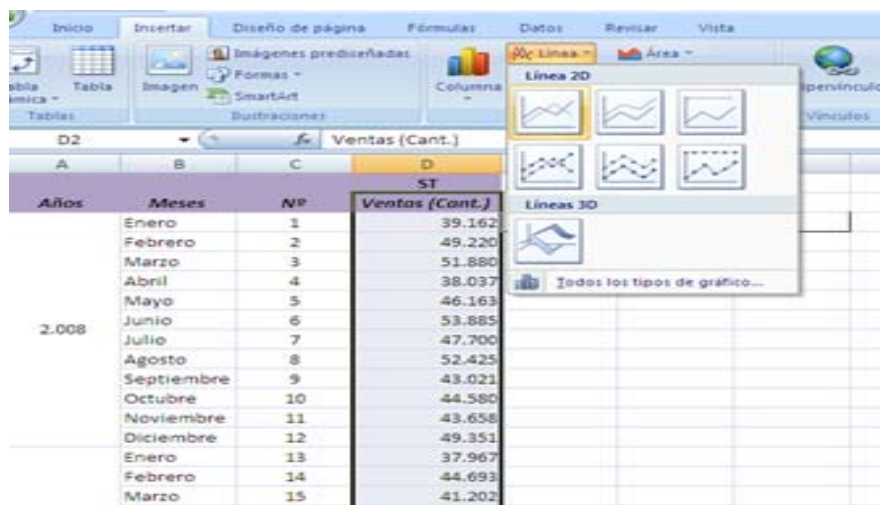 Inicio Insertar Diseño de página Fórmulas Datos Revisar Vista
Imágenes prediseñadas Línea Área
Formas
Tabla Imagen SmartArt Columna
Tablas Ilustraciones Vínculos
Línea 2D
Líneas 3D
Todos los tipos de gráfico...
D2 fx Ventas (Cant.)
A B C D
ST
Años Meses Nº Ventas (Cant.)
Enero 1 39.162
Febrero 2 49.220
Marzo 3 51.880
Abril 4 38.037
Mayo 5 46.163
2.008 Junio 6 53.885
Julio 7 47.700
Agosto 8 52.425
Septiembre 9 43.021
Octubre 10 44.580
Noviembre 11 43.658
Diciembre 12 49.351
Enero 13 37.967
Febrero 14 44.693
Marzo 15 41.202